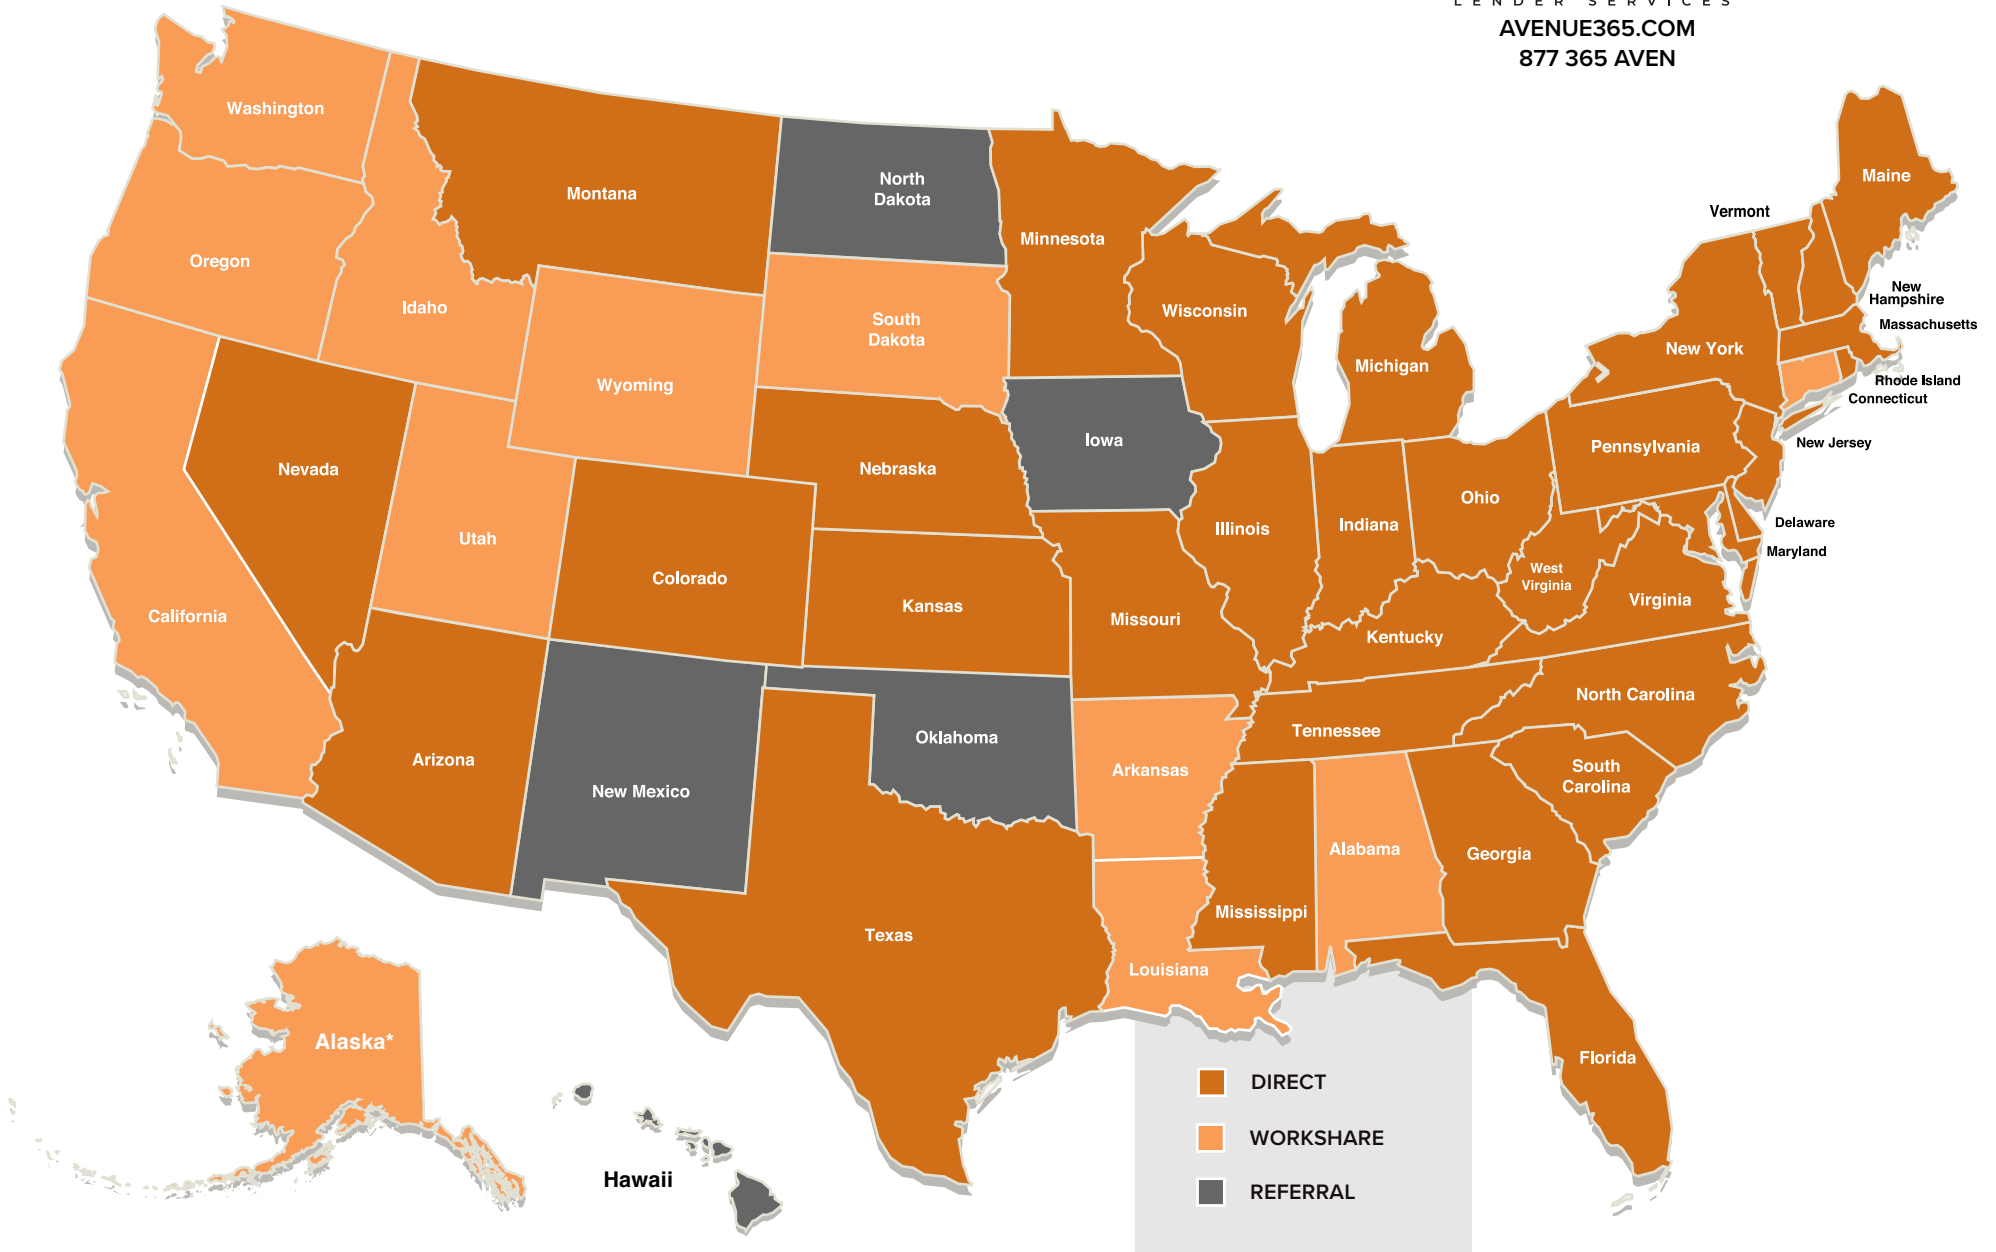 LENDER SERVICES
AVENUE365.COM
877 365 AVEN
Washington
Montana
North
Dakota
Minnesota
Maine
Vermont
Oregon
Idaho
South
Dakota
Wisconsin
New
Hampshire
Massachusetts
Wyoming
Michigan
New York
Rhode Island
Connecticut
Nevada
Nebraska
Iowa
Pennsylvania
New Jersey
Utah
Colorado
Illinois
Indiana
Ohio
Delaware
Maryland
California
Kansas
Missouri
Kentucky
West
Virginia
Virginia
Arizona
New Mexico
Oklahoma
Arkansas
Tennessee
North Carolina
South
Carolina
Texas
Louisiana
Mississippi
Alabama
Georgia
Florida
Alaska*
Hawaii
DIRECT
WORKSHARE
REFERRAL